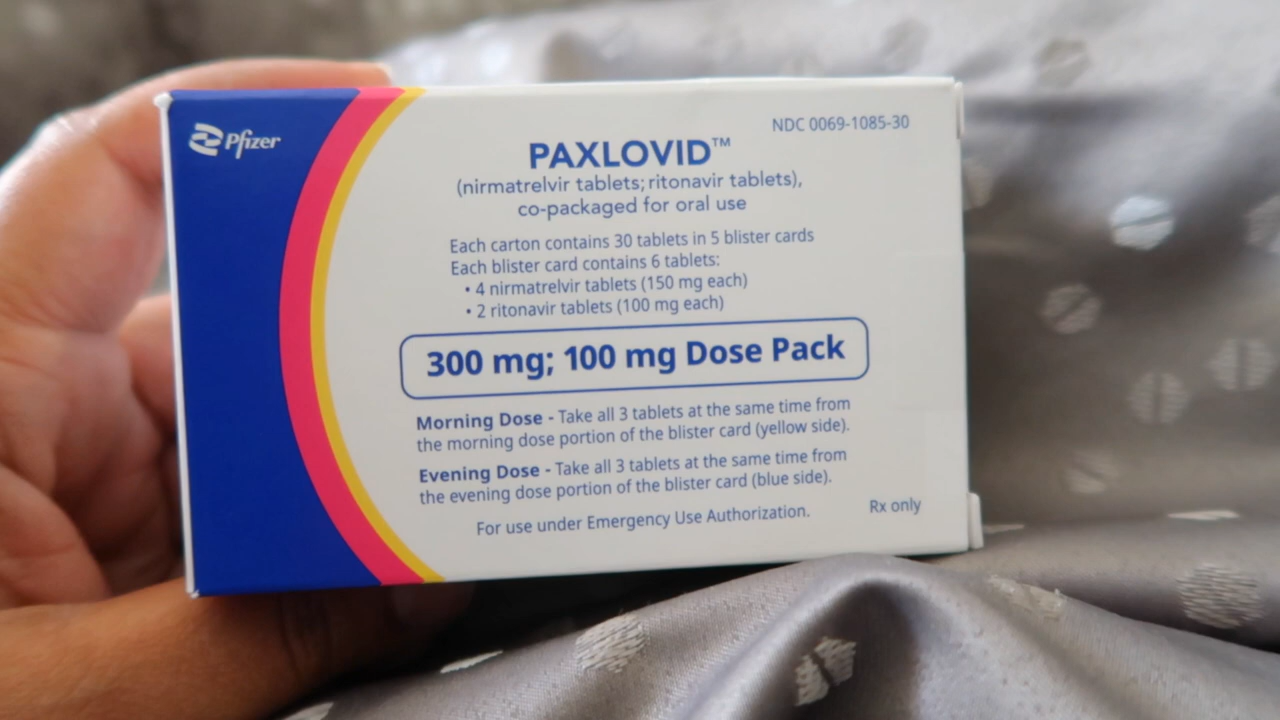 Pfizer
NDC 0069-1085-30
PAXLOVID™
(nirmatrelvir tablets; ritonavir tablets),
co-packaged for oral use
Each carton contains 30 tablets in 5 blister cards
Each blister card contains 6 tablets:
• 4 nirmatrelvir tablets (150 mg each)
• 2 ritonavir tablets (100 mg each)
300 mg; 100 mg Dose Pack
Morning Dose - Take all 3 tablets at the same time from
the morning dose portion of the blister card (yellow side).
Evening Dose - Take all 3 tablets at the same time from
the evening dose portion of the blister card (blue side).
For use under Emergency Use Authorization.
Rx only